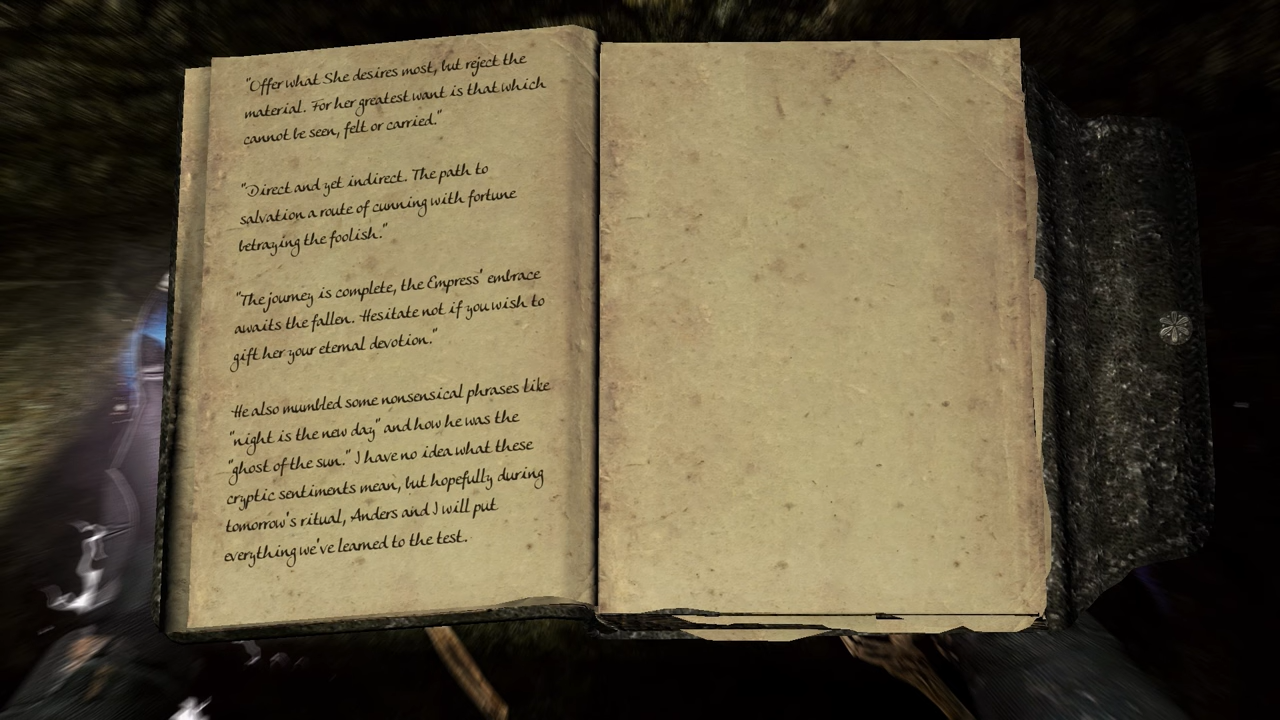 "Offer what She desires most, but reject the
material. For her greatest want is that which
cannot be seen, felt or carried."
"Direct and yet indirect. The path to
salvation a route of cunning with fortune
betraying the foolish."
"The journey is complete, the Empress' embrace
awaits the fallen. Hesitate not if you wish to
gift her your eternal devotion."
He also mumbled some nonsensical phrases like
"night is the new day" and how he was the
"ghost of the sun." I have no idea what these
cryptic sentiments mean, but hopefully during
tomorrow's ritual, Anders and I will put
everything we've learned to the test.